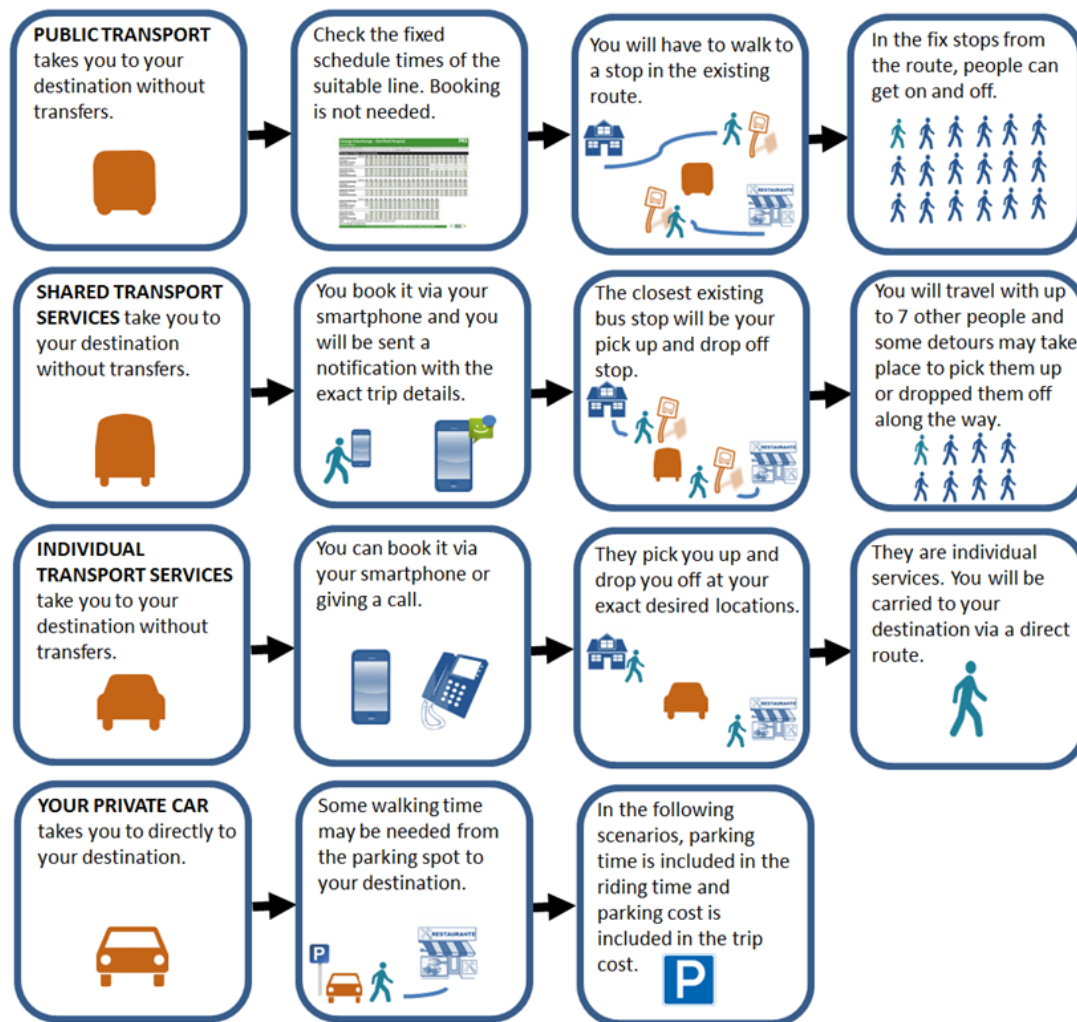 PUBLIC TRANSPORT
takes you to your
destination without
transfers.
Check the fixed
schedule times of the
suitable line. Booking
is not needed.
You will have to walk to
a stop in the existing
route.
RESTAURANTE
In the fix stops from
the route, people can
get on and off.
SHARED TRANSPORT
SERVICES take you to
your destination
without transfers.
You book it via your
smartphone and you
will be sent a
notification with the
exact trip details.
The closest existing
bus stop will be your
pick up and drop off
stop.
RESTAURANTE
You will travel with up
to 7 other people and
some detours may take
place to pick them up
or dropped them off
along the way.
INDIVIDUAL
TRANSPORT SERVICES
take you to your
destination without
transfers.
You can book it via
your smartphone or
giving a call.
They pick you up and
drop you off at your
exact desired locations.
RESTAURANTE
They are individual
services. You will be
carried to your
destination via a direct
route.
YOUR PRIVATE CAR
takes you to directly to
your destination.
Some walking time
may be needed from
the parking spot to
your destination.
P
RESTAURANTE
In the following
scenarios, parking
time is included in the
riding time and
parking cost is
included in the trip
cost.
P